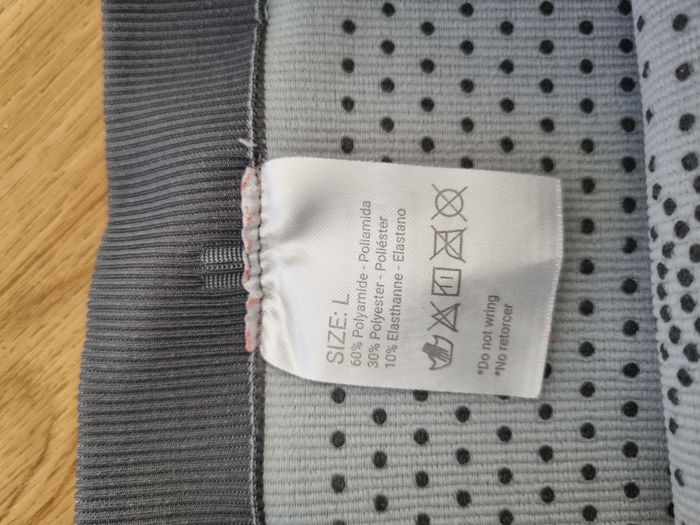 SIZE: L
60% Polyamide - Poliamida
30% Polyester - Poliéster
10% Elasthanne - Elastano
*Do not wring
*No retorcer